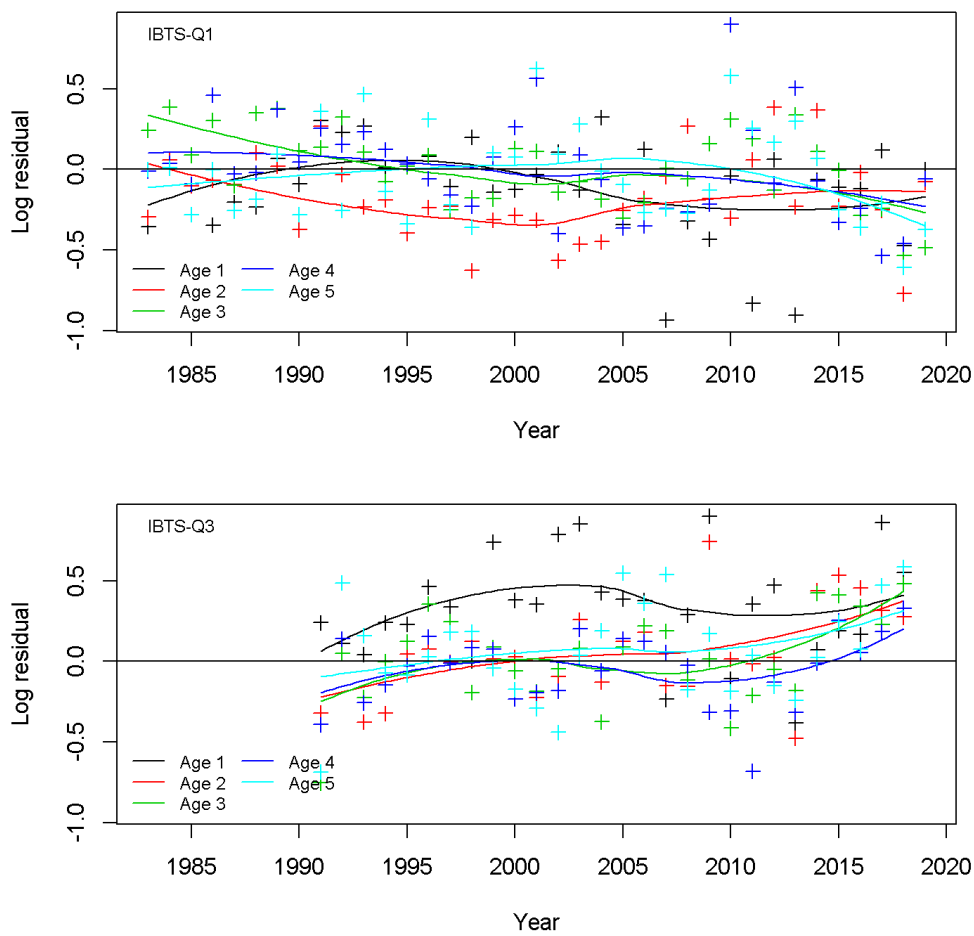 IBTS-Q1
Log residual
0.5
0.0
-0.5
-1.0
Age 1 Age 4
Age 2 Age 5
Age 3
1985 1990 1995 2000 2005 2010 2015 2020
Year
IBTS-Q3
Log residual
0.5
0.0
-0.5
-1.0
Age 1 Age 4
Age 2 Age 5
Age 3
1985 1990 1995 2000 2005 2010 2015 2020
Year